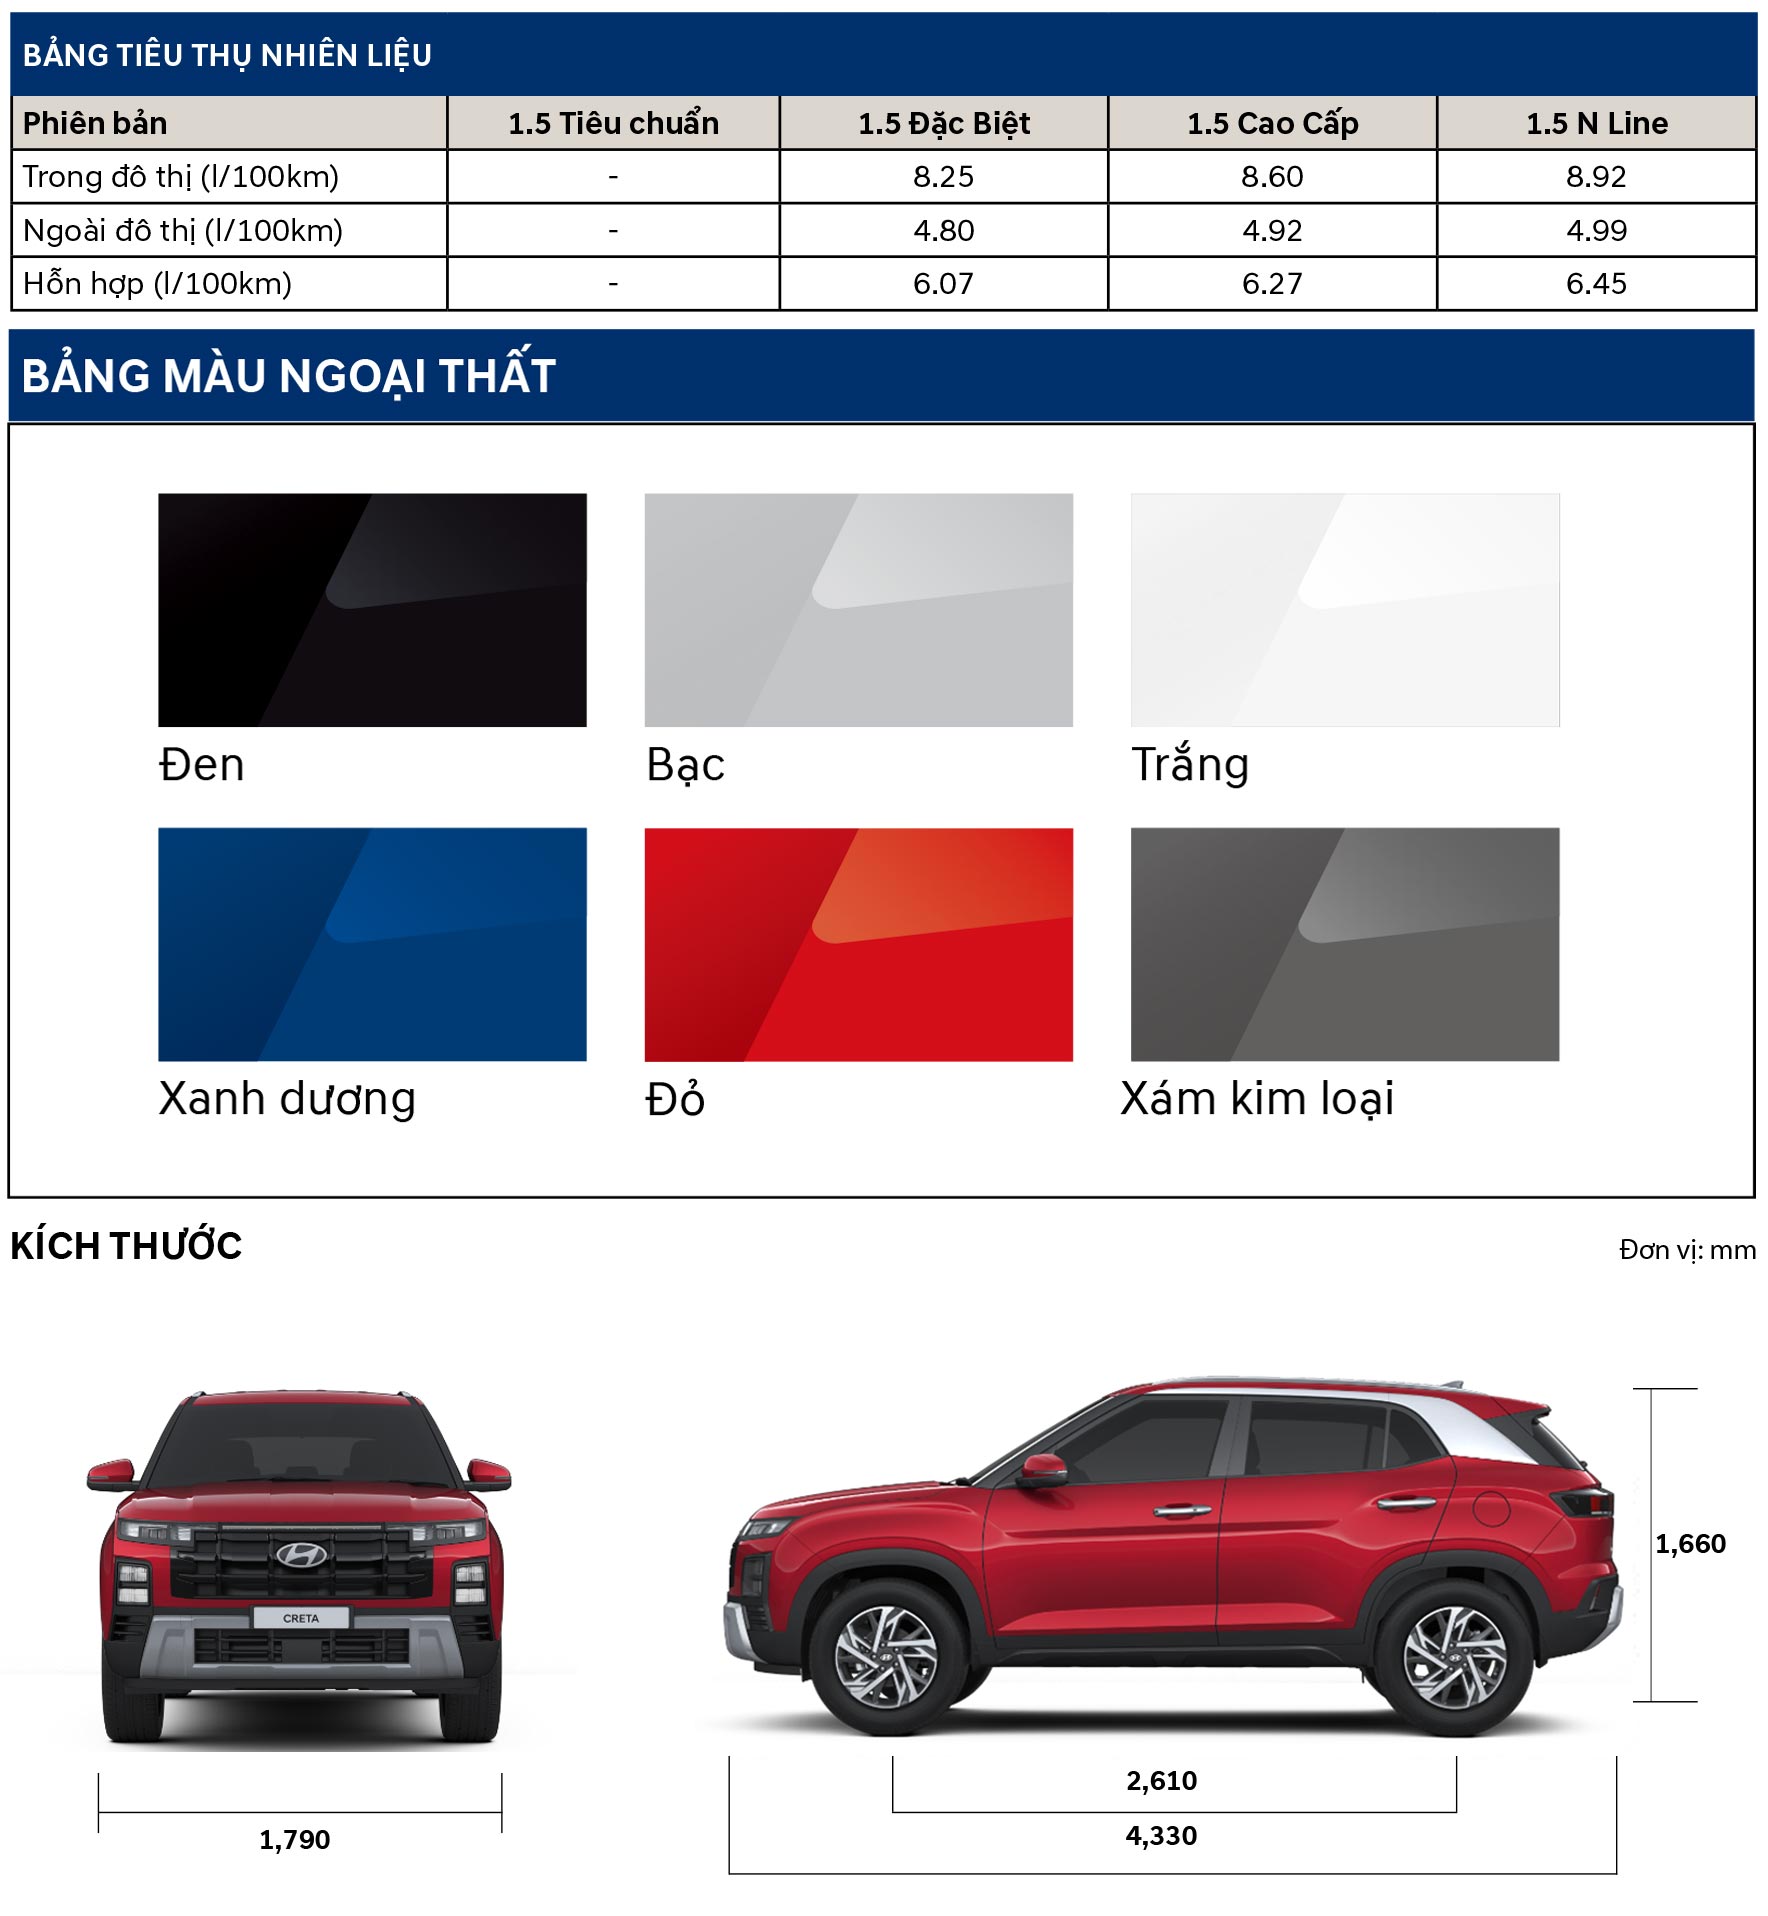 BẢNG TIÊU THỤ NHIÊN LIỆU
Phiên bản 1.5 Tiêu chuẩn 1.5 Đặc Biệt 1.5 Cao Cấp 1.5 N Line
Trong đô thị (l/100km) - 8.25 8.60 8.92
Ngoài đô thị (l/100km) - 4.80 4.92 4.99
Hỗn hợp (l/100km) - 6.07 6.27 6.45
BẢNG MÀU NGOẠI THẤT
Đen Bạc Trắng
Xanh dương Đỏ Xám kim loại
KÍCH THƯỚC Đơn vị: mm
1,660
CRETA
2,610
1,790 4,330